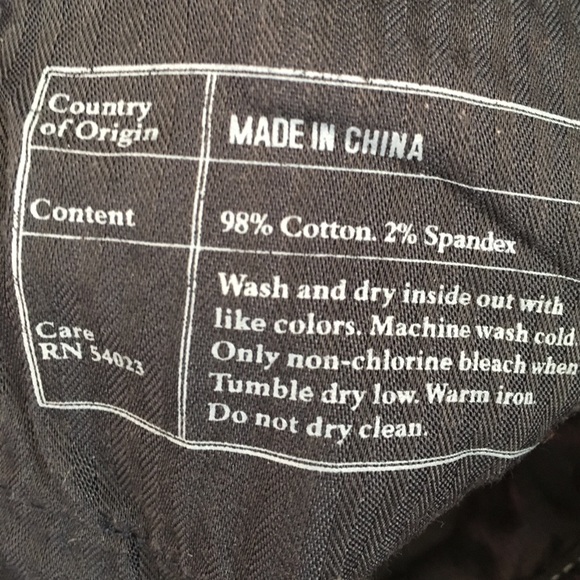 Country
of Origin
MADE IN CHINA
Content
98% Cotton. 2% Spandex
Care
RN 54023
Wash and dry inside out with
like colors. Machine wash cold.
Only non-chlorine bleach when
Tumble dry low. Warm iron.
Do not dry clean.